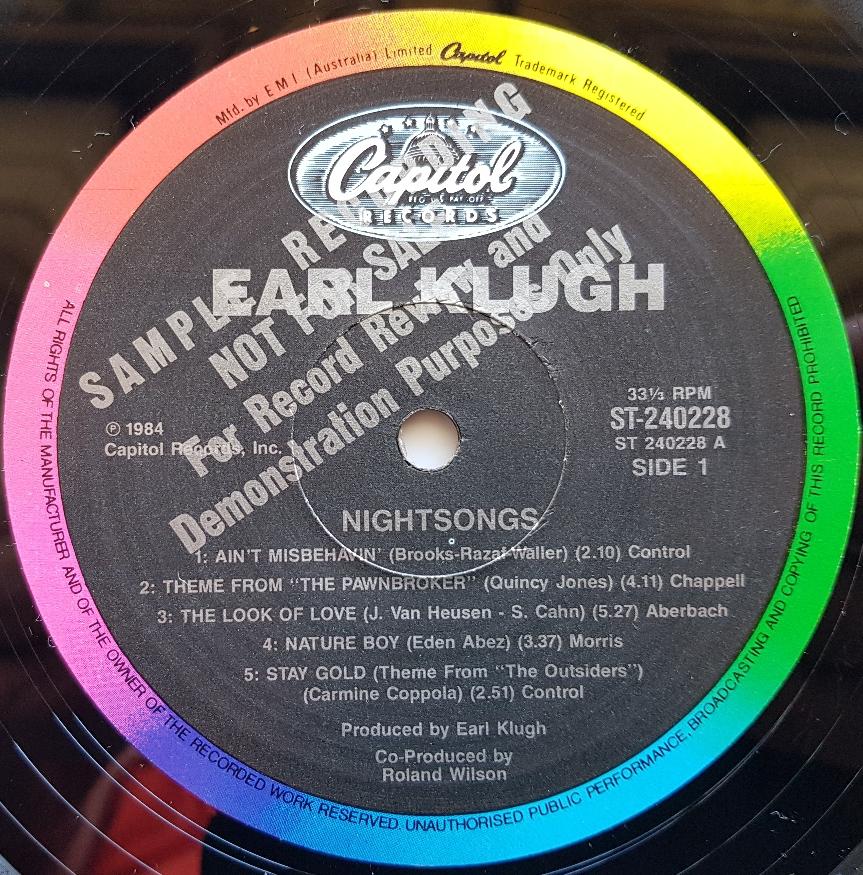 Mfd. by E M I (Australia) Limited Capitol Trademark Registered
Capitol
REG. U.S. PAT. OFF.
RECORDS
SAMPLE RECORDING
NOT FOR SALE
For Record Review and
Demonstration Purposes Only
EARL KLUGH
℗ 1984
Capitol Records, Inc.
33⅓ RPM
ST-240228
ST 240228 A
SIDE 1
NIGHTSONGS
1: AIN'T MISBEHAVIN' (Brooks-Razaf-Waller) (2.10) Control
2: THEME FROM "THE PAWNBROKER" (Quincy Jones) (4.11) Chappell
3: THE LOOK OF LOVE (J. Van Heusen - S. Cahn) (5.27) Aberbach
4: NATURE BOY (Eden Abez) (3.37) Morris
5: STAY GOLD (Theme From "The Outsiders")
(Carmine Coppola) (2.51) Control
Produced by Earl Klugh
Co-Produced by
Roland Wilson
ALL RIGHTS OF THE MANUFACTURER AND OF THE OWNER OF THE RECORDED WORK RESERVED. UNAUTHORISED PUBLIC PERFORMANCE, BROADCASTING AND COPYING OF THIS RECORD PROHIBITED